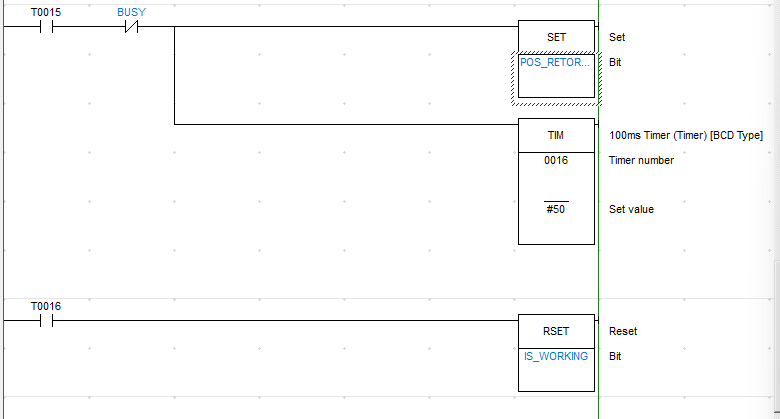 T0015 BUSY
SET Set
POS_RETOR... Bit
TIM 100ms Timer (Timer) [BCD Type]
0016 Timer number
#50 Set value
T0016
RSET Reset
IS_WORKING Bit